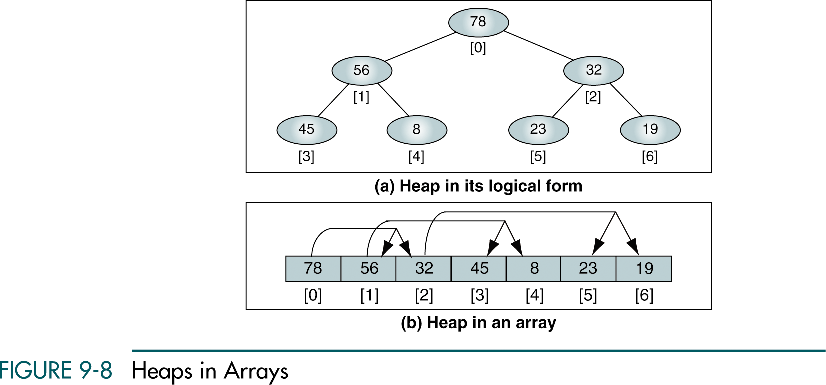 78
[0]
56 32
[1] [2]
45 8 23 19
[3] [4] [5] [6]
(a) Heap in its logical form
78 56 32 45 8 23 19
[0] [1] [2] [3] [4] [5] [6]
(b) Heap in an array
FIGURE 9-8 Heaps in Arrays